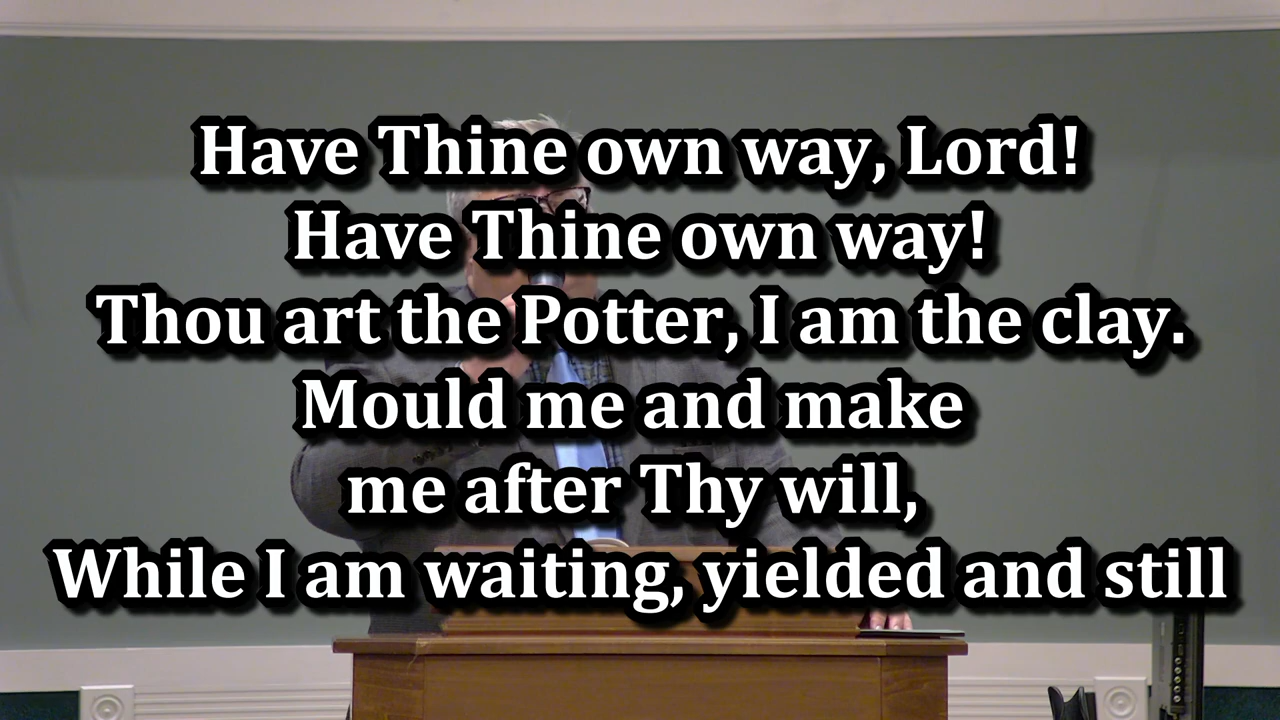 Have Thine own way, Lord!
Have Thine own way!
Thou art the Potter, I am the clay.
Mould me and make
me after Thy will,
While I am waiting, yielded and still